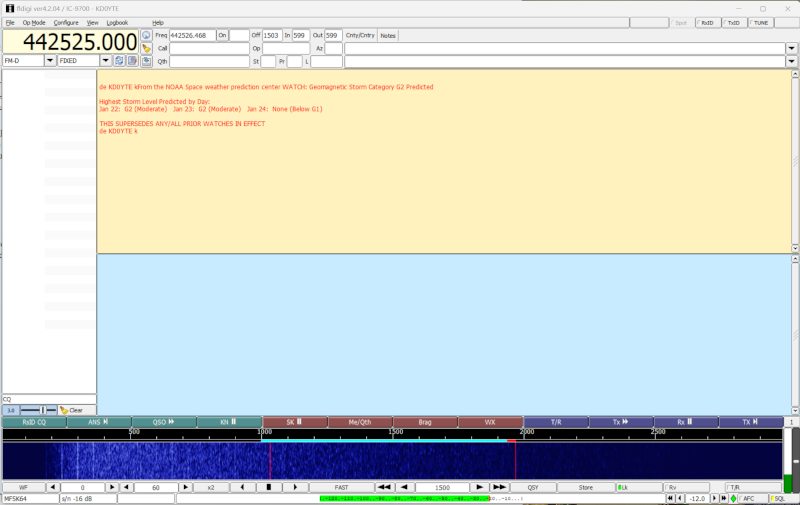 fldigi ver4.2.04 / IC-9700 - KD0YTE
File Op Mode Configure View Logbook Help
Spot RxID TxID TUNE
442525.000
Freq 442526.468 On Off 1503 In 599 Out 599 Cnty/Cntry Notes
Call Op Az
FM-D FIXED Qth St Pr L
de KD0YTE kFrom the NOAA Space weather prediction center WATCH: Geomagnetic Storm Category G2 Predicted
Highest Storm Level Predicted by Day:
Jan 22: G2 (Moderate) Jan 23: G2 (Moderate) Jan 24: None (Below G1)
THIS SUPERSEDES ANY/ALL PRIOR WATCHES IN EFFECT
de KD0YTE k
CQ
3.0 Clear
RsID CQ ANS QSO KN SK Me/Qth Brag WX T/R Tx Rx TX 1
500 1000 1500 2000 2500
WF 0 60 x2 FAST 1500 QSY Store Lk Rv T/R
MFSK64 s/n -16 dB -12.0 AFC SQL